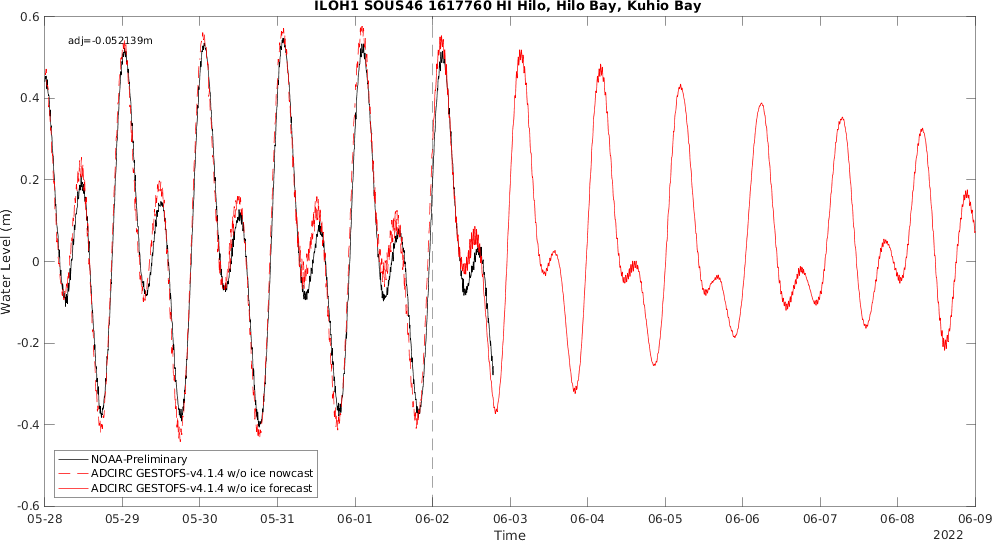 ILOH1 SOUS46 1617760 HI Hilo, Hilo Bay, Kuhio Bay
adj=-0.052139m
0.6
0.4
0.2
0
-0.2
-0.4
-0.6
Water Level (m)
NOAA-Preliminary
ADCIRC GESTOFS-v4.1.4 w/o ice nowcast
ADCIRC GESTOFS-v4.1.4 w/o ice forecast
05-28 05-29 05-30 05-31 06-01 06-02 06-03 06-04 06-05 06-06 06-07 06-08 06-09
Time
2022